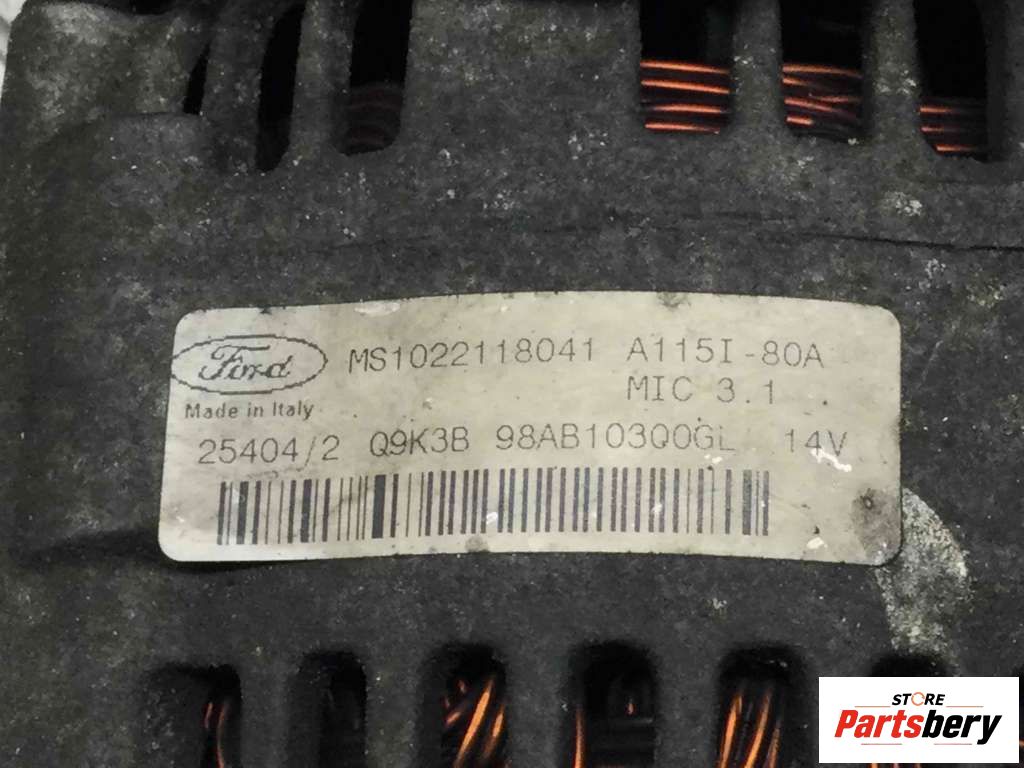 Ford MS1022118041 A115I-80A
Made in Italy MIC 3.1
25404/2 Q9K3B 98AB10300GL 14V
STORE
Partsbery